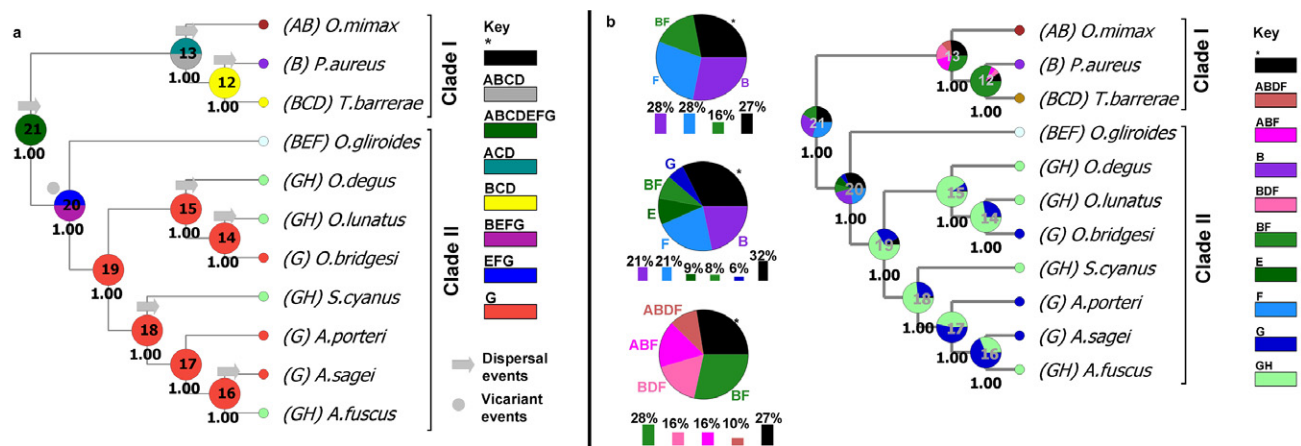 a
(AB) O.mimax
(B) P.aureus
(BCD) T.barrerae
(BEF) O.gliroides
(GH) O.degus
(GH) O.lunatus
(G) O.bridgesi
(GH) S.cyanus
(G) A.porteri
(G) A.sagei
(GH) A.fuscus
13
1.00
12
1.00
21
1.00
20
1.00
15
1.00
14
1.00
19
1.00
18
1.00
17
1.00
16
1.00
Clade I
Clade II
Key
*
ABCD
ABCDEFG
ACD
BCD
BEFG
EFG
G
Dispersal
events
Vicariant
events
b
BF
*
F
B
28% 28% 16% 27%
G
*
BF
E
F
B
21% 21% 9% 8% 6% 32%
ABDF
*
ABF
BDF
BF
28% 16% 16% 10% 27%
(AB) O.mimax
(B) P.aureus
(BCD) T.barrerae
(BEF) O.gliroides
(GH) O.degus
(GH) O.lunatus
(G) O.bridgesi
(GH) S.cyanus
(G) A.porteri
(G) A.sagei
(GH) A.fuscus
13
1.00
12
1.00
21
1.00
20
1.00
15
1.00
14
1.00
19
1.00
18
1.00
17
1.00
16
1.00
Clade I
Clade II
Key
*
ABDF
ABF
B
BDF
BF
E
F
G
GH